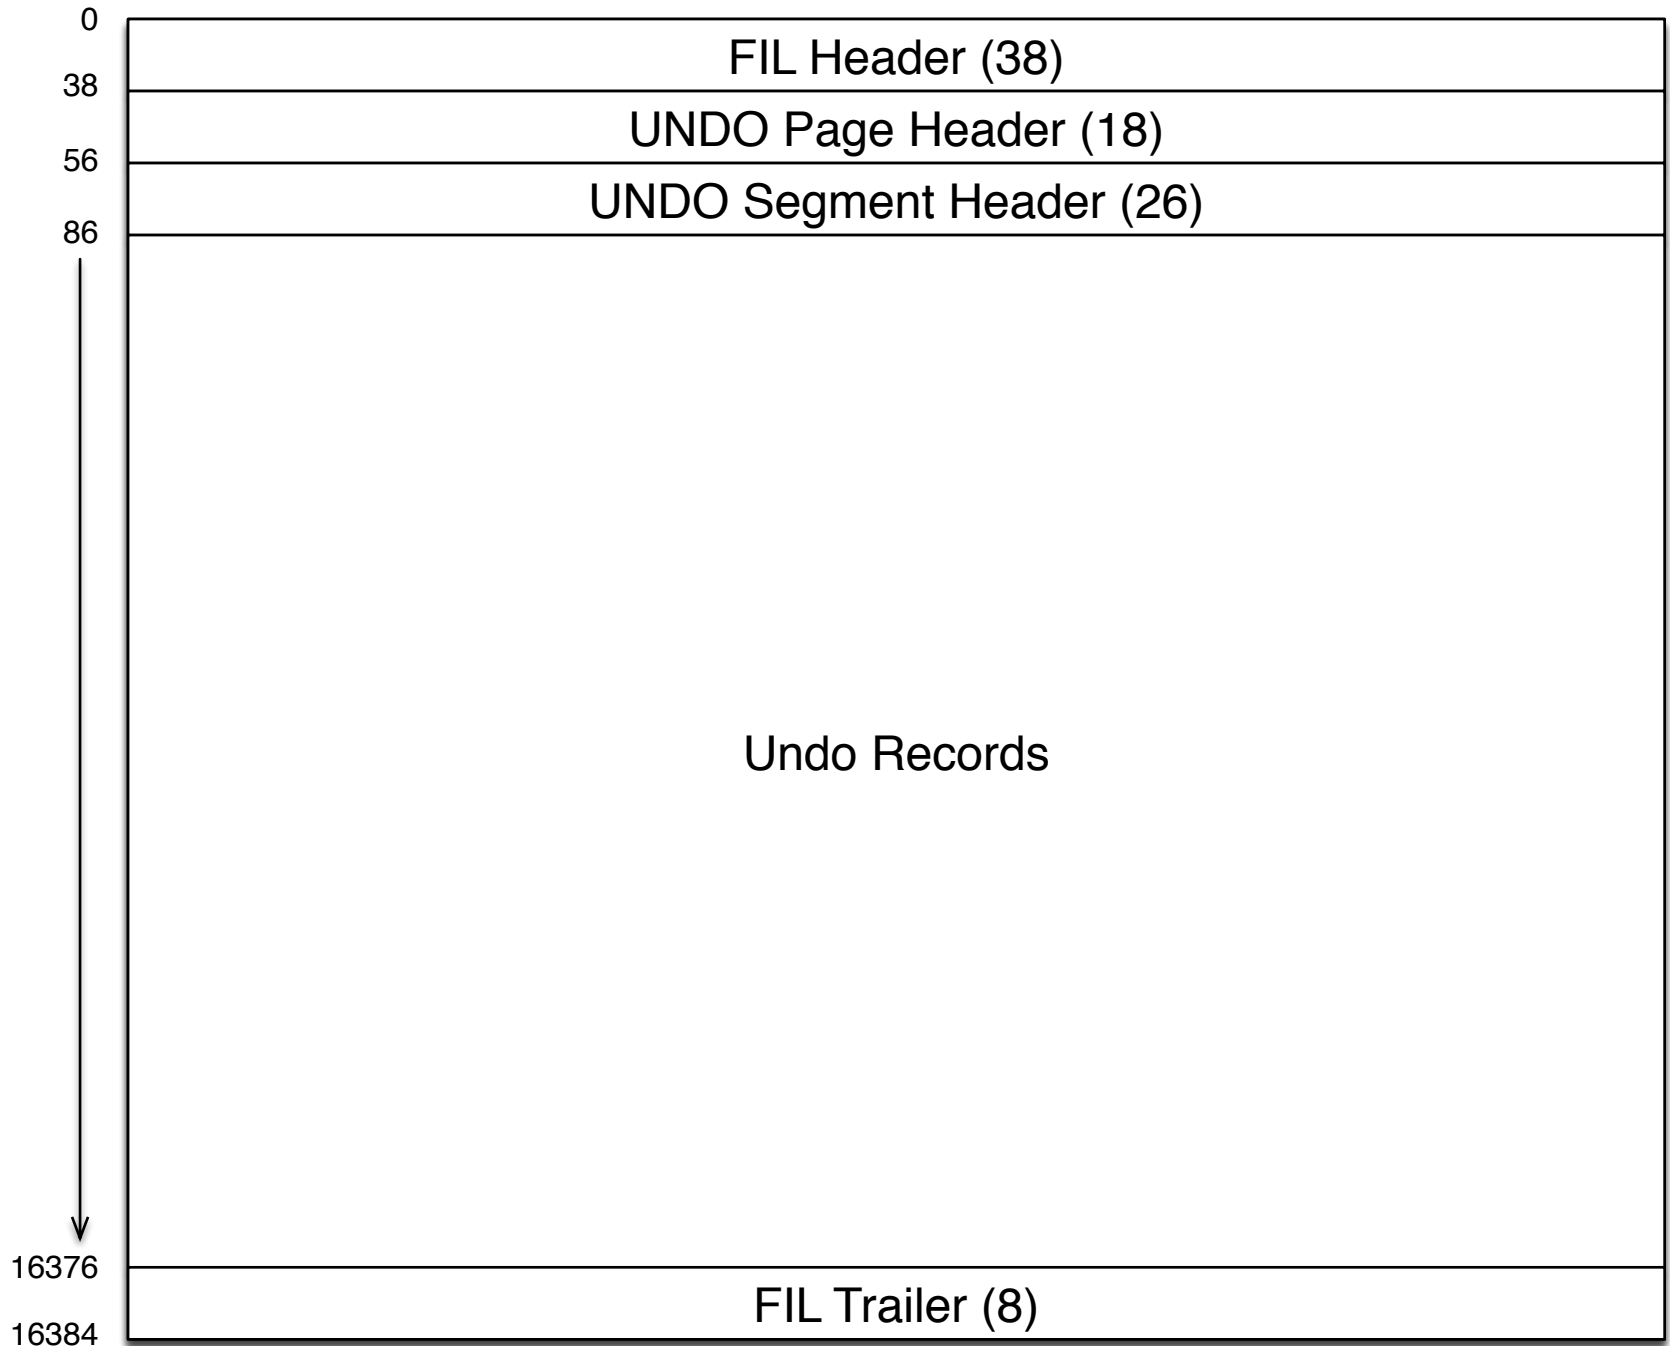 0
FIL Header (38)
38
UNDO Page Header (18)
56
UNDO Segment Header (26)
86
Undo Records
16376
FIL Trailer (8)
16384